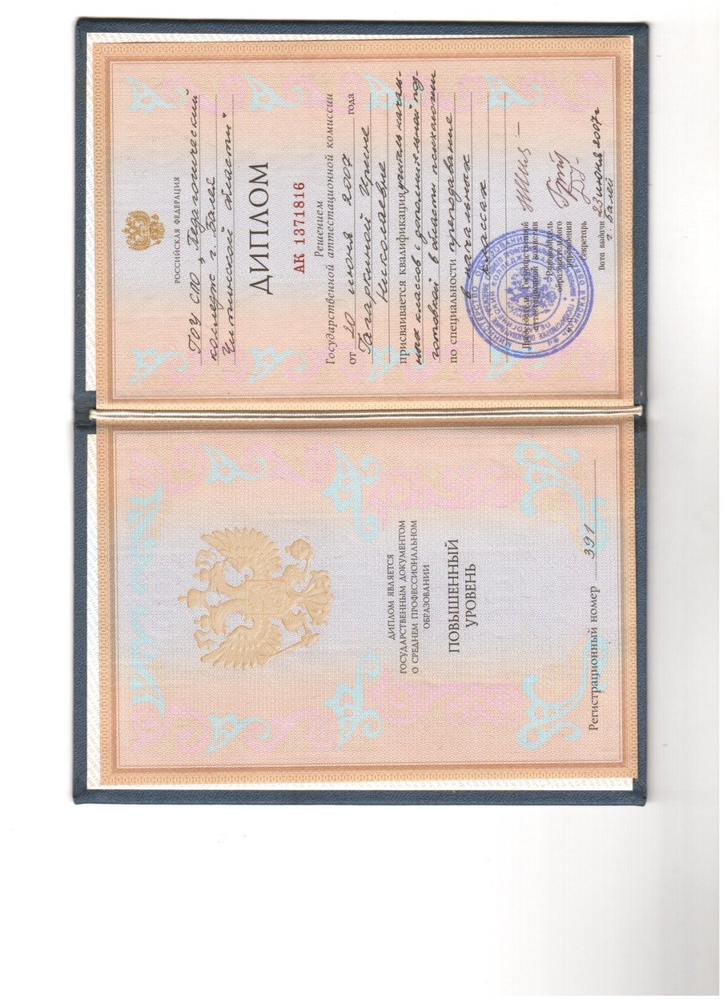 ДИПЛОМ ЯВЛЯЕТСЯ
ГОСУДАРСТВЕННЫМ ДОКУМЕНТОМ
О СРЕДНЕМ ПРОФЕССИОНАЛЬНОМ
ОБРАЗОВАНИИ
ПОВЫШЕННЫЙ
УРОВЕНЬ
Регистрационный номер 391
РОССИЙСКАЯ ФЕДЕРАЦИЯ
ГОУ СПО „Педагогический
колледж г. Балей
Читинской области"
ДИПЛОМ
АК 1371816
Решением
Государственной аттестационной комиссии
от 20 июня 2007 года
Гагаркиной Ирине
Николаевне
присваивается квалификация учитель началь-
ных классов с дополнительной под-
готовкой в области психологии
по специальности преподавание
в начальных
классах
Председатель Государственной
аттестационной комиссии
Руководитель
образовательного
учреждения
Секретарь
Дата выдачи 23 июня 2007г
г. Балей